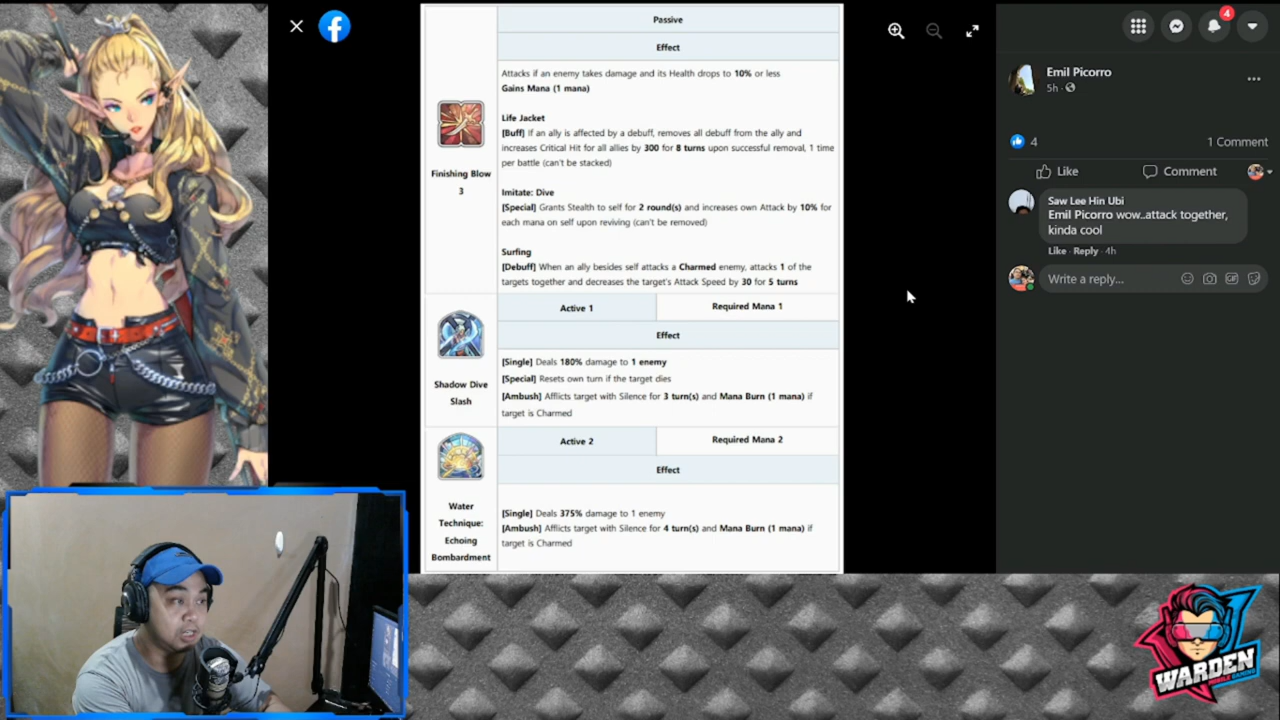 Passive
Effect
Attacks if an enemy takes damage and its Health drops to 10% or less
Gains Mana (1 mana)
Life Jacket
[Buff] If an ally is affected by a debuff, removes all debuff from the ally and
increases Critical Hit for all allies by 300 for 8 turns upon successful removal, 1 time
per battle (can't be stacked)
Finishing Blow
3
Imitate: Dive
[Special] Grants Stealth to self for 2 round(s) and increases own Attack by 10% for
each mana on self upon reviving (can't be removed)
Surfing
[Debuff] When an ally besides self attacks a Charmed enemy, attacks 1 of the
targets together and decreases the target's Attack Speed by 30 for 5 turns
Active 1
Required Mana 1
Effect
Shadow Dive
Slash
[Single] Deals 180% damage to 1 enemy
[Special] Resets own turn if the target dies
[Ambush] Afflicts target with Silence for 3 turn(s) and Mana Burn (1 mana) if
target is Charmed
Active 2
Required Mana 2
Effect
Water
Technique:
Echoing
Bombardment
[Single] Deals 375% damage to 1 enemy
[Ambush] Afflicts target with Silence for 4 turn(s) and Mana Burn (1 mana) if
target is Charmed
4
Emil Picorro
5h
4
1 Comment
Like
Comment
Saw Lee Hin Ubi
Emil Picorro wow..attack together,
kinda cool
Like · Reply · 4h
Write a reply...
GIF
WARDEN
MOBILE GAMING